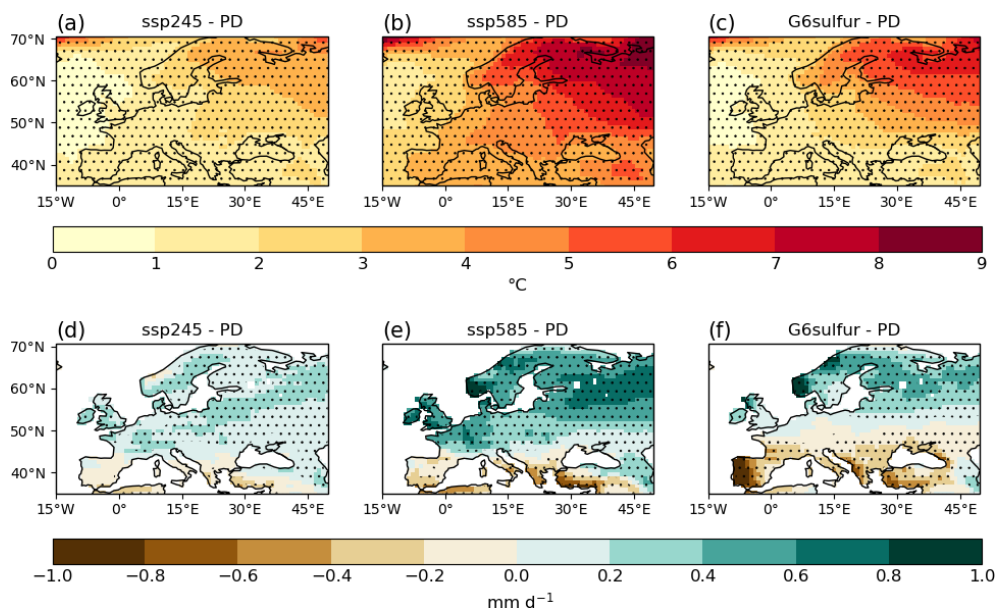 (a) ssp245 - PD
(b) ssp585 - PD
(c) G6sulfur - PD
70°N
60°N
50°N
40°N
15°W 0° 15°E 30°E 45°E
15°W 0° 15°E 30°E 45°E
15°W 0° 15°E 30°E 45°E
0 1 2 3 4 5 6 7 8 9
°C
(d) ssp245 - PD
(e) ssp585 - PD
(f) G6sulfur - PD
70°N
60°N
50°N
40°N
15°W 0° 15°E 30°E 45°E
15°W 0° 15°E 30°E 45°E
15°W 0° 15°E 30°E 45°E
−1.0 −0.8 −0.6 −0.4 −0.2 0.0 0.2 0.4 0.6 0.8 1.0
mm d⁻¹